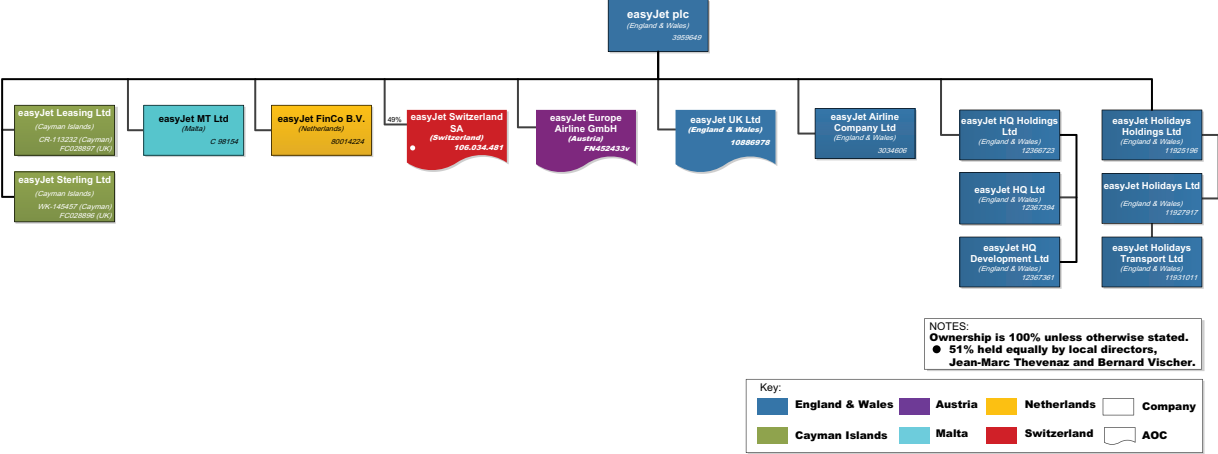 easyJet plc
(England & Wales)
3959649
easyJet Leasing Ltd
(Cayman Islands)
CR-113232 (Cayman)
FC028897 (UK)
easyJet Sterling Ltd
(Cayman Islands)
WK-145457 (Cayman)
FC028896 (UK)
easyJet MT Ltd
(Malta)
C 98154
easyJet FinCo B.V.
(Netherlands)
80014224
49%
easyJet Switzerland
SA
(Switzerland)
● 106.034.481
easyJet Europe
Airline GmbH
(Austria)
FN452433v
easyJet UK Ltd
(England & Wales)
10886978
easyJet Airline
Company Ltd
(England & Wales)
3034606
easyJet HQ Holdings
Ltd
(England & Wales)
12366723
easyJet HQ Ltd
(England & Wales)
12367394
easyJet HQ
Development Ltd
(England & Wales)
12367361
easyJet Holidays
Holdings Ltd
(England & Wales)
11925196
easyJet Holidays Ltd
(England & Wales)
11927917
easyJet Holidays
Transport Ltd
(England & Wales)
11931011
NOTES:
Ownership is 100% unless otherwise stated.
● 51% held equally by local directors,
Jean-Marc Thevenaz and Bernard Vischer.
Key:
England & Wales
Austria
Netherlands
Company
Cayman Islands
Malta
Switzerland
AOC